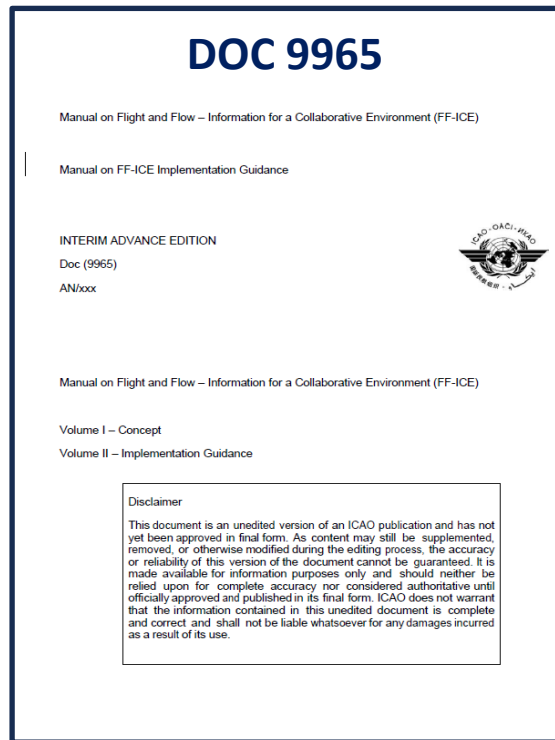 DOC 9965
Manual on Flight and Flow – Information for a Collaborative Environment (FF-ICE)
Manual on FF-ICE Implementation Guidance
INTERIM ADVANCE EDITION
Doc (9965)
AN/xxx
ICAO · OACI · ИКАО
Manual on Flight and Flow – Information for a Collaborative Environment (FF-ICE)
Volume I – Concept
Volume II – Implementation Guidance
Disclaimer
This document is an unedited version of an ICAO publication and has not
yet been approved in final form. As content may still be supplemented,
removed, or otherwise modified during the editing process, the accuracy
or reliability of this version of the document cannot be guaranteed. It is
made available for information purposes only and should neither be
relied upon for complete accuracy nor considered authoritative until
officially approved and published in its final form. ICAO does not warrant
that the information contained in this unedited document is complete
and correct and shall not be liable whatsoever for any damages incurred
as a result of its use.